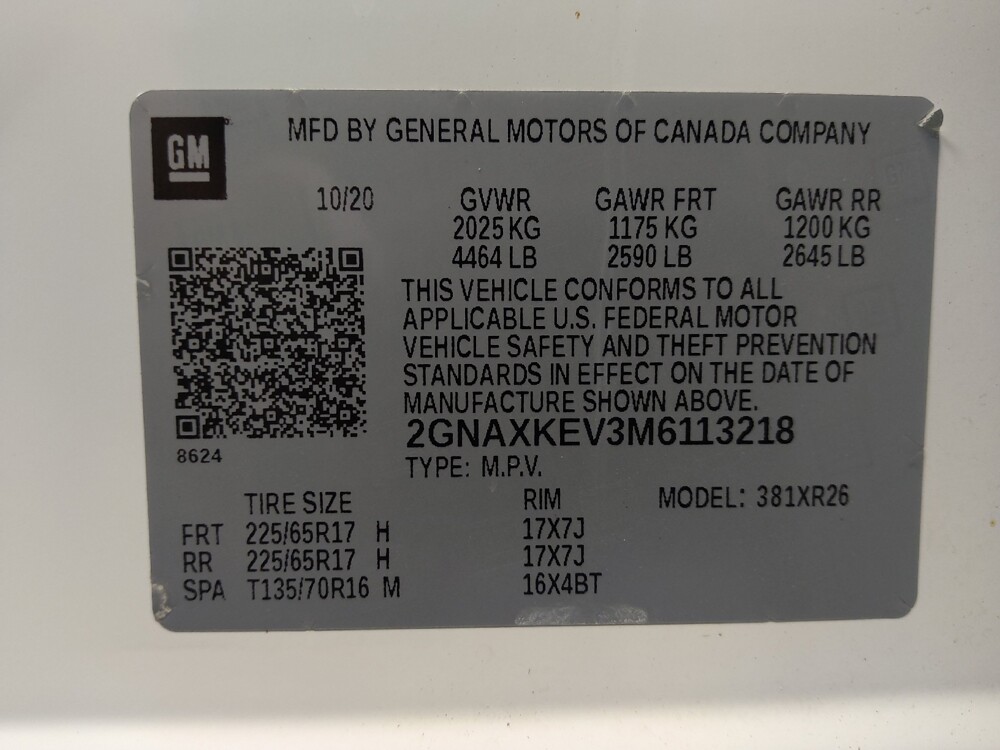 GM
MFD BY GENERAL MOTORS OF CANADA COMPANY
10/20 GVWR GAWR FRT GAWR RR
2025 KG 1175 KG 1200 KG
4464 LB 2590 LB 2645 LB
THIS VEHICLE CONFORMS TO ALL
APPLICABLE U.S. FEDERAL MOTOR
VEHICLE SAFETY AND THEFT PREVENTION
STANDARDS IN EFFECT ON THE DATE OF
MANUFACTURE SHOWN ABOVE.
2GNAXKEV3M6113218
8624
TYPE: M.P.V.
TIRE SIZE RIM MODEL: 381XR26
FRT 225/65R17 H 17X7J
RR 225/65R17 H 17X7J
SPA T135/70R16 M 16X4BT